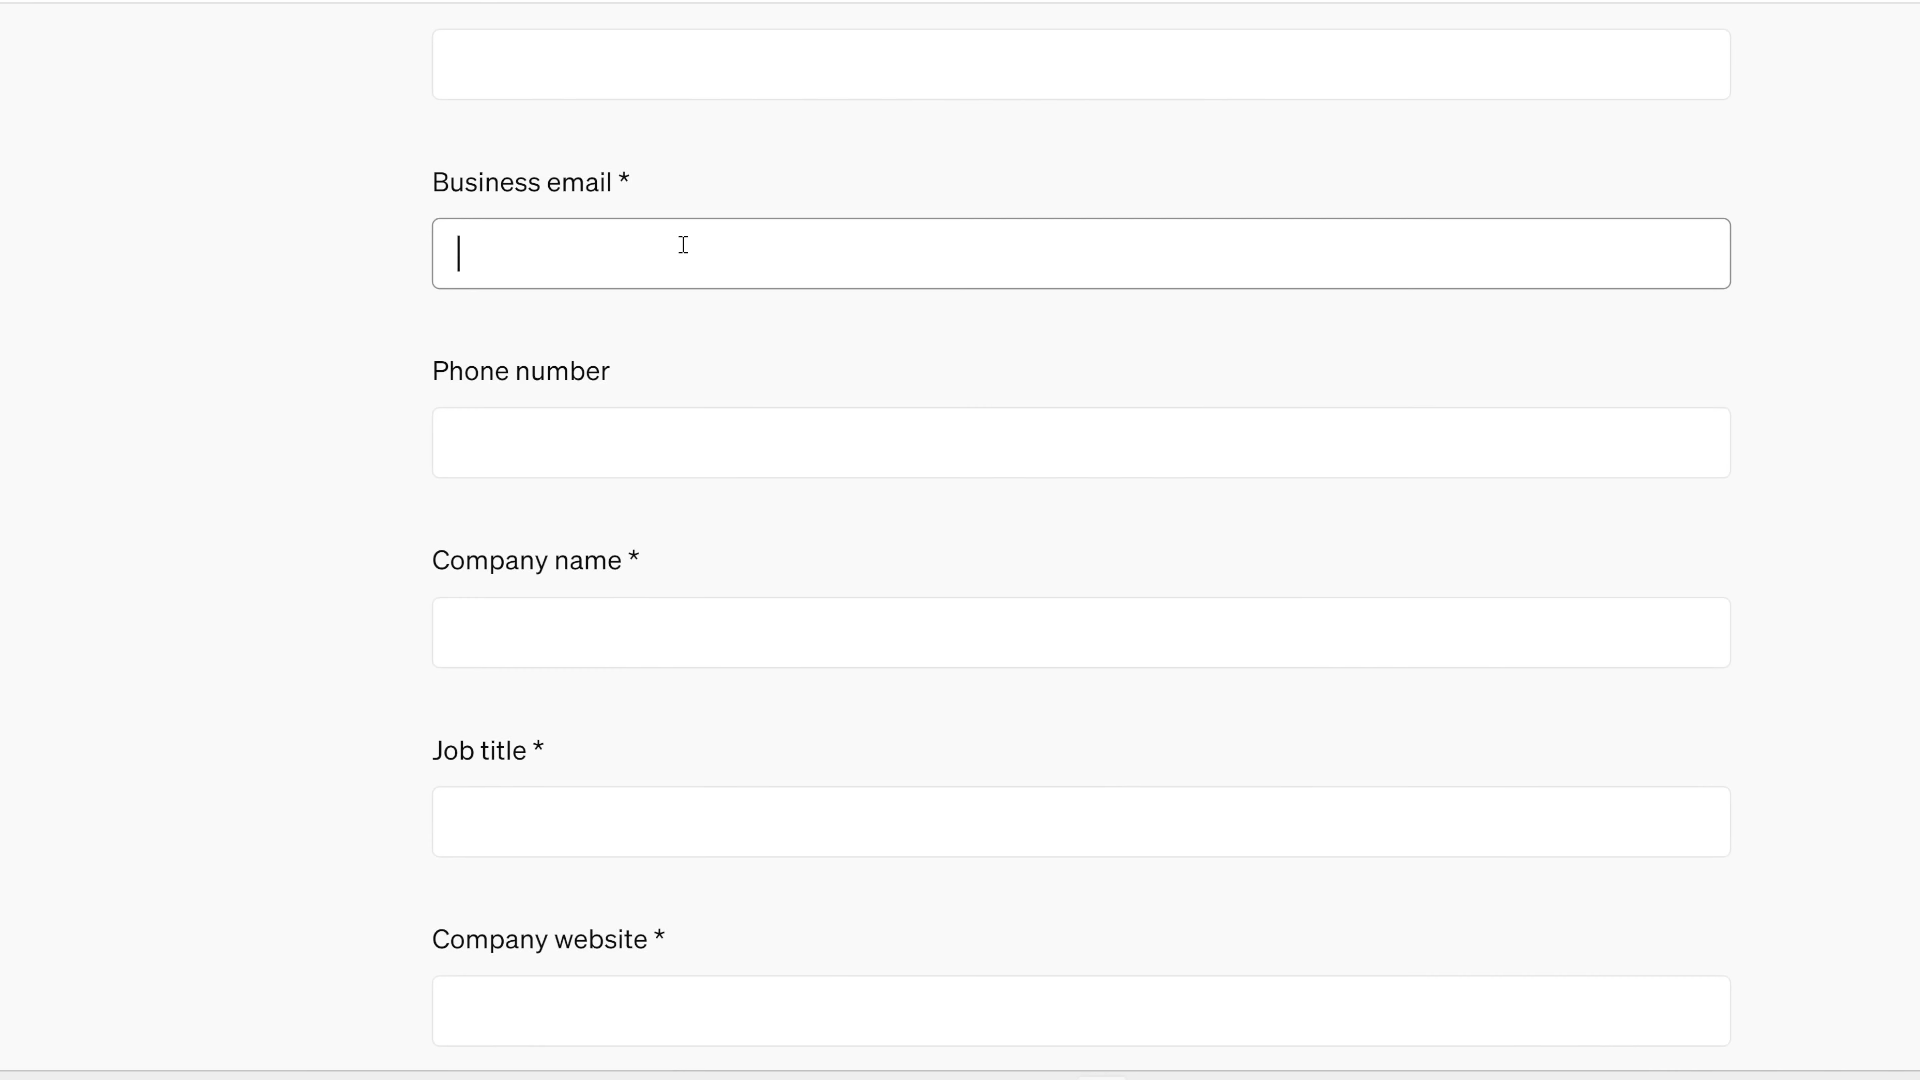 Business email *
Phone number
Company name *
Job title *
Company website *